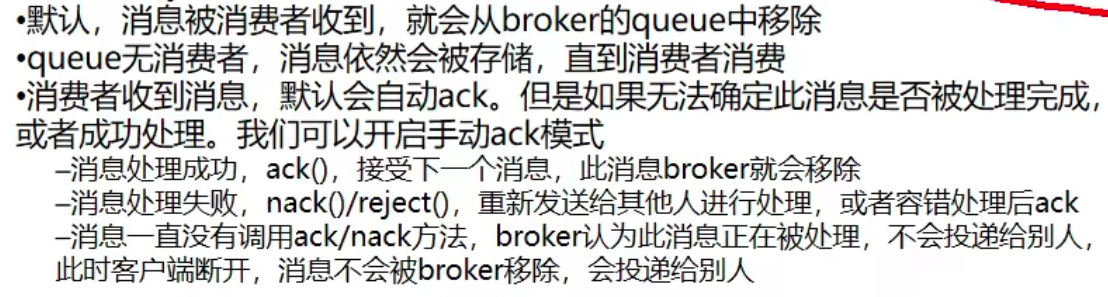 •默认，消息被消费者收到，就会从broker的queue中移除
•queue无消费者，消息依然会被存储，直到消费者消费
•消费者收到消息，默认会自动ack。但是如果无法确定此消息是否被处理完成，
或者成功处理。我们可以开启手动ack模式
–消息处理成功，ack()，接受下一个消息，此消息broker就会移除
–消息处理失败，nack()/reject()，重新发送给其他人进行处理，或者容错处理后ack
–消息一直没有调用ack/nack方法，broker认为此消息正在被处理，不会投递给别人，
此时客户端断开，消息不会被broker移除，会投递给别人